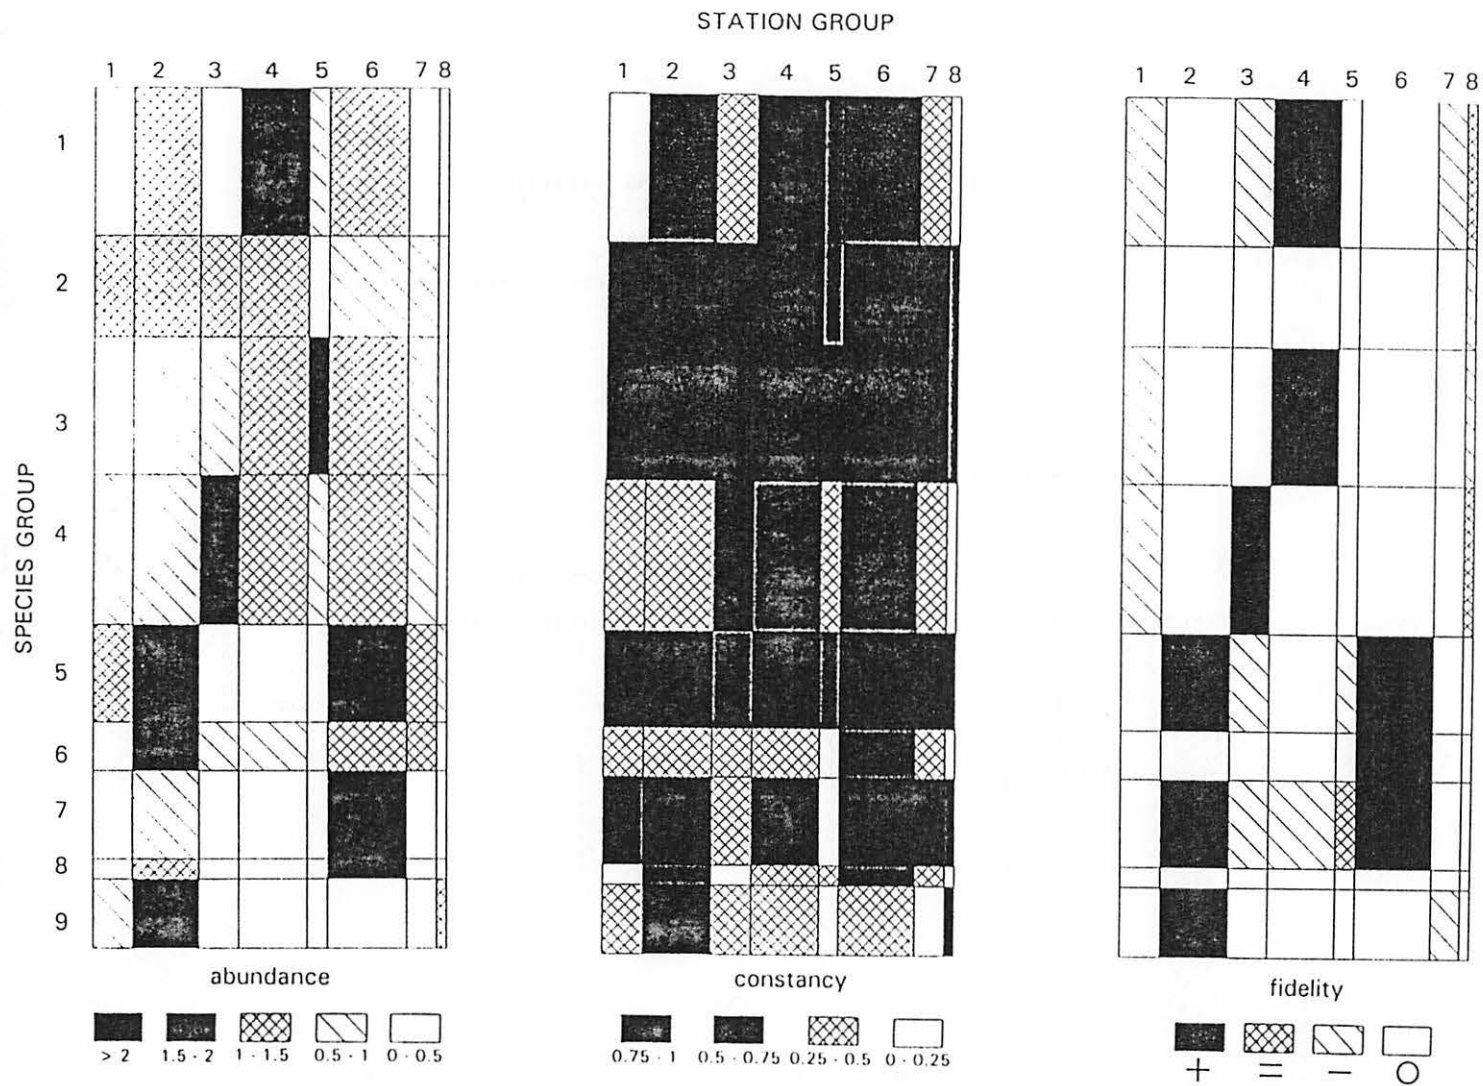 STATION GROUP
1 2 3 4 5 6 7 8
1 2 3 4 5 6 7 8
1 2 3 4 5 6 7 8
SPECIES GROUP
1
2
3
4
5
6
7
8
9
abundance
constancy
fidelity
> 2 1.5 - 2 1 - 1.5 0.5 - 1 0 - 0.5
0.75 - 1 0.5 - 0.75 0.25 - 0.5 0 - 0.25
+ = − O